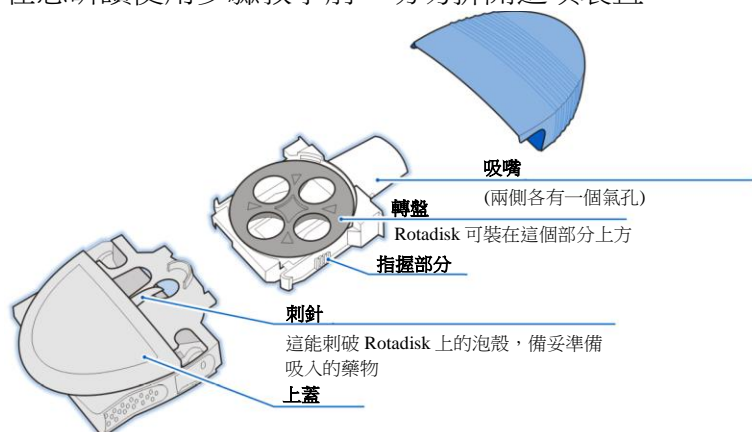 吸嘴
(兩側各有一個氣孔)
轉盤
Rotadisk 可裝在這個部分上方
指握部分
刺針
這能刺破 Rotadisk 上的泡殼，備妥準備
吸入的藥物
上蓋